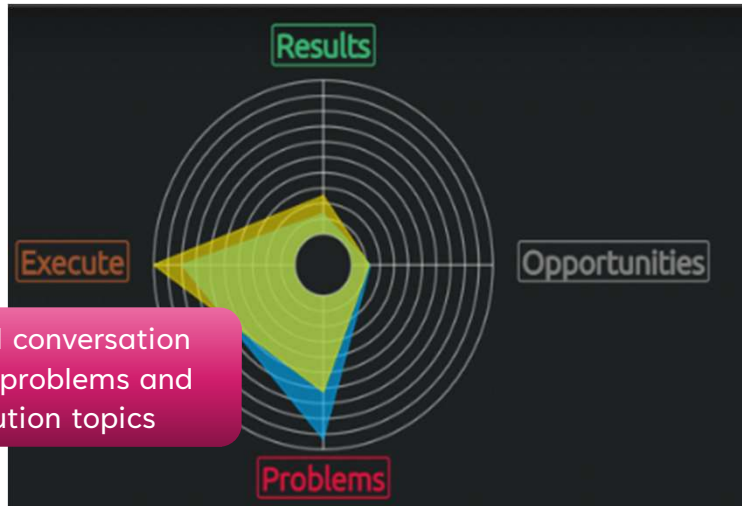 Results
Execute
Opportunities
conversation
problems and
ution topics
Problems